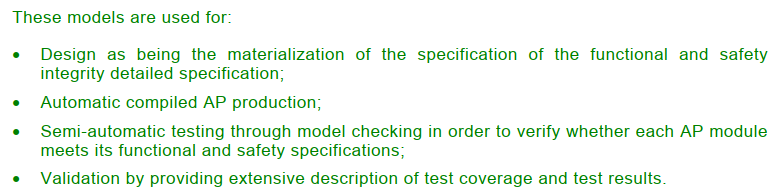 These models are used for:
• Design as being the materialization of the specification of the functional and safety
integrity detailed specification;
• Automatic compiled AP production;
• Semi-automatic testing through model checking in order to verify whether each AP module
meets its functional and safety specifications;
• Validation by providing extensive description of test coverage and test results.